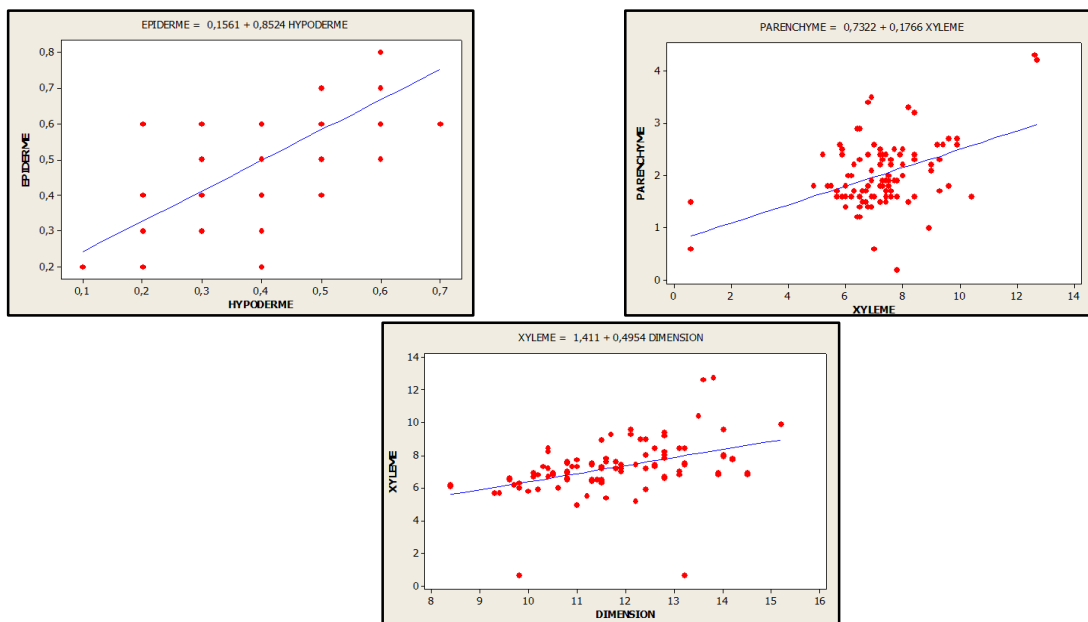 EPIDERME = 0,1561 + 0,8524 HYPODERME
EPIDERME
0,8
0,7
0,6
0,5
0,4
0,3
0,2
0,1 0,2 0,3 0,4 0,5 0,6 0,7
HYPODERME
PARENCHYME = 0,7322 + 0,1766 XYLEME
PARENCHYME
4
3
2
1
0
0 2 4 6 8 10 12 14
XYLEME
XYLEME = 1,411 + 0,4954 DIMENSION
XYLEME
14
12
10
8
6
4
2
0
8 9 10 11 12 13 14 15 16
DIMENSION